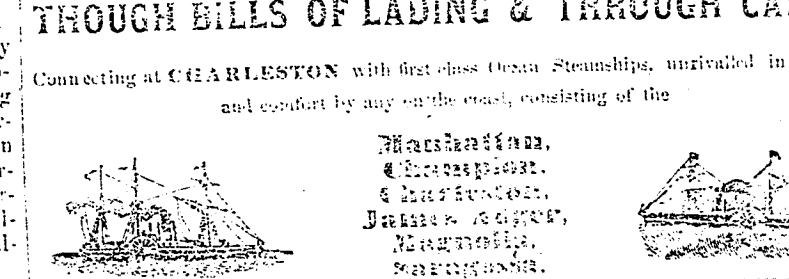 THOUGH BILLS OF LADING & THROUGH CA
Connecting at CHARLESTON with first class Ocean Steamships, unrivalled in
and comfort by any on the coast, consisting of the
Manhattan,
Champion,
Charleston,
James Adger,
Magnolia,
Saragossa.